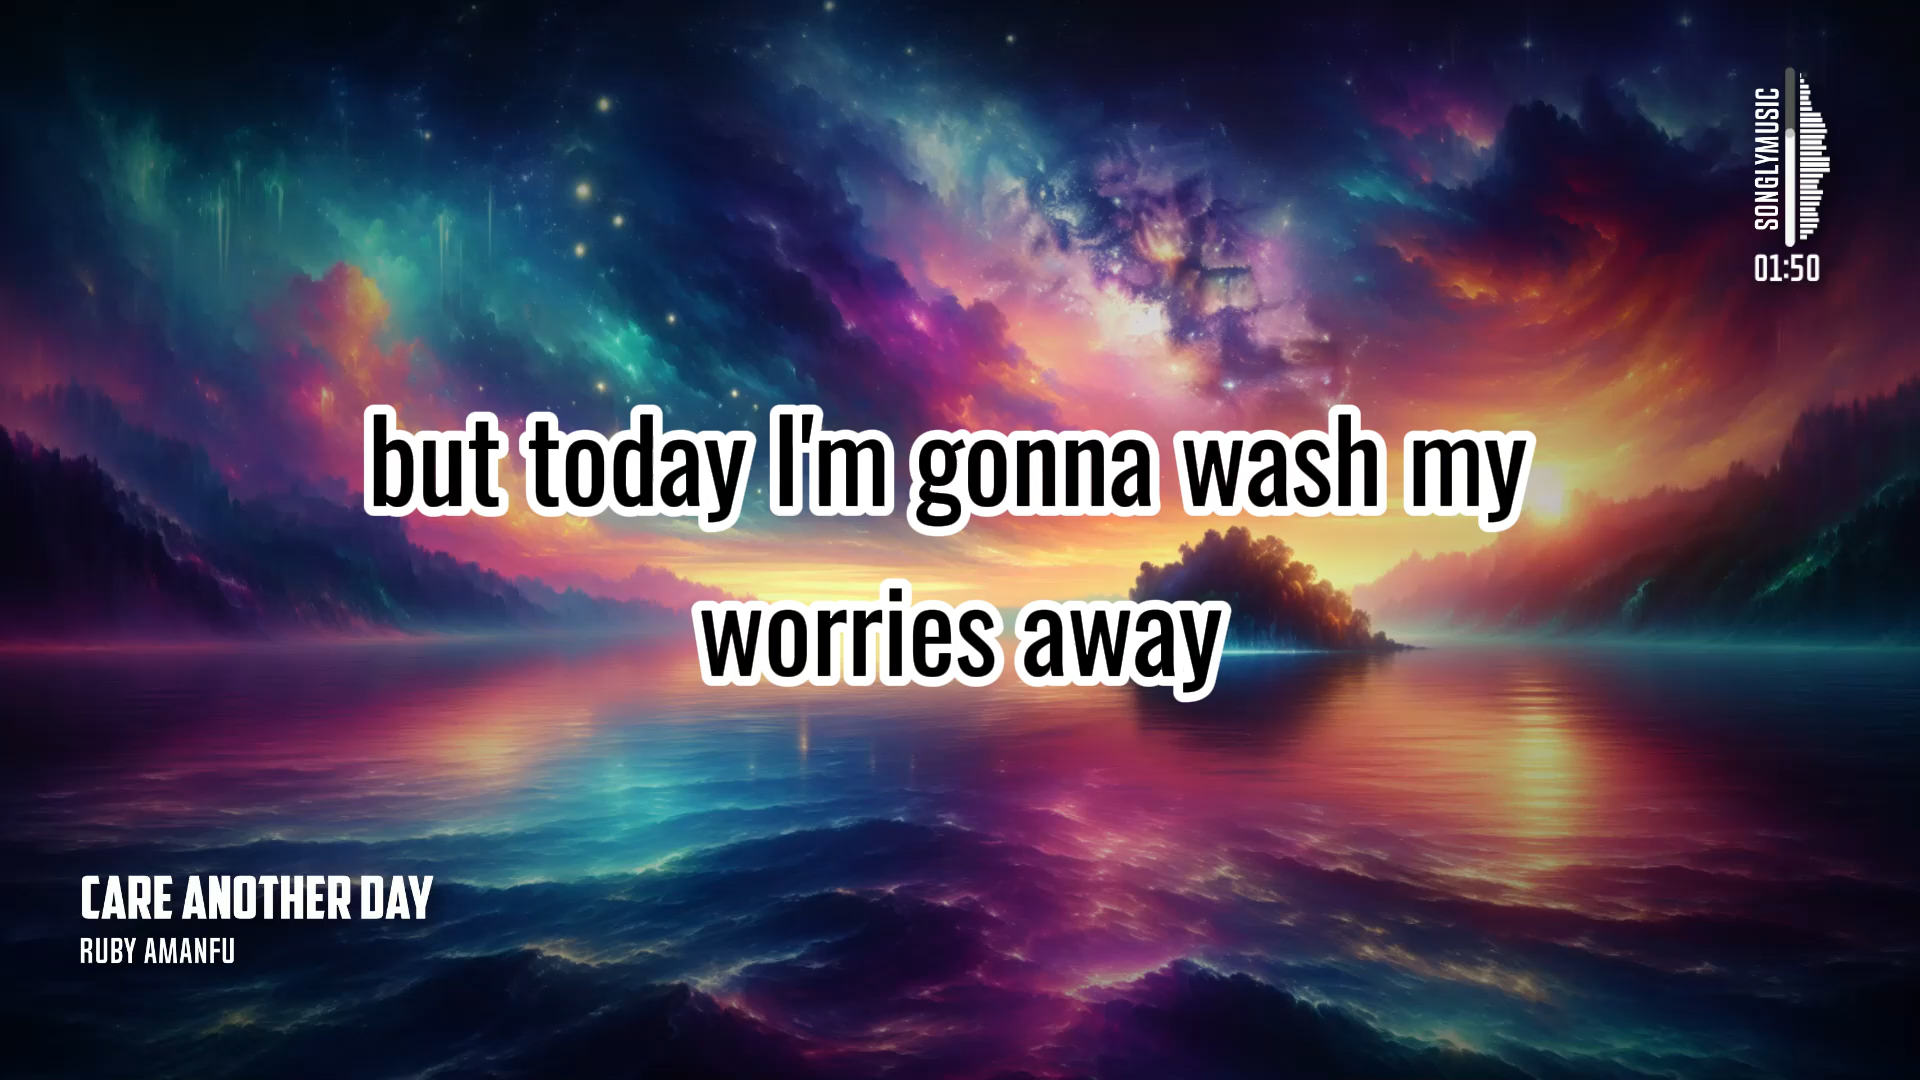 SONGLYMUSIC
01:50
but today I'm gonna wash my
worries away
CARE ANOTHER DAY
RUBY AMANFU